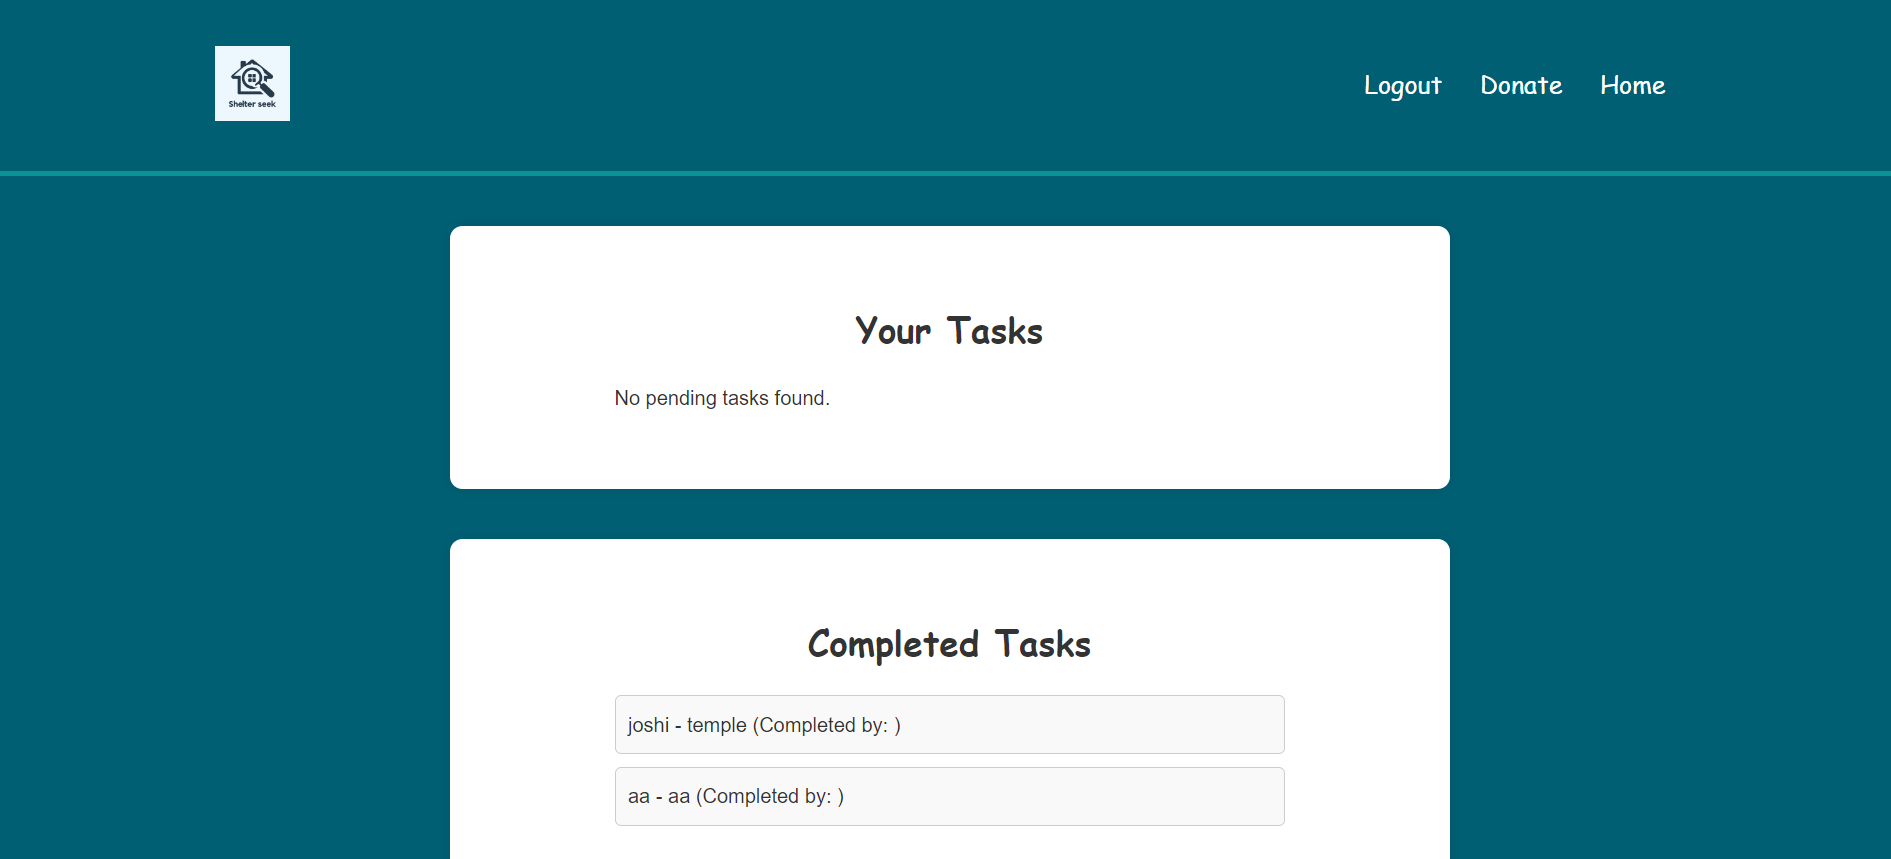 Shelter seek
Logout Donate Home
Your Tasks
No pending tasks found.
Completed Tasks
joshi - temple (Completed by: )
aa - aa (Completed by: )